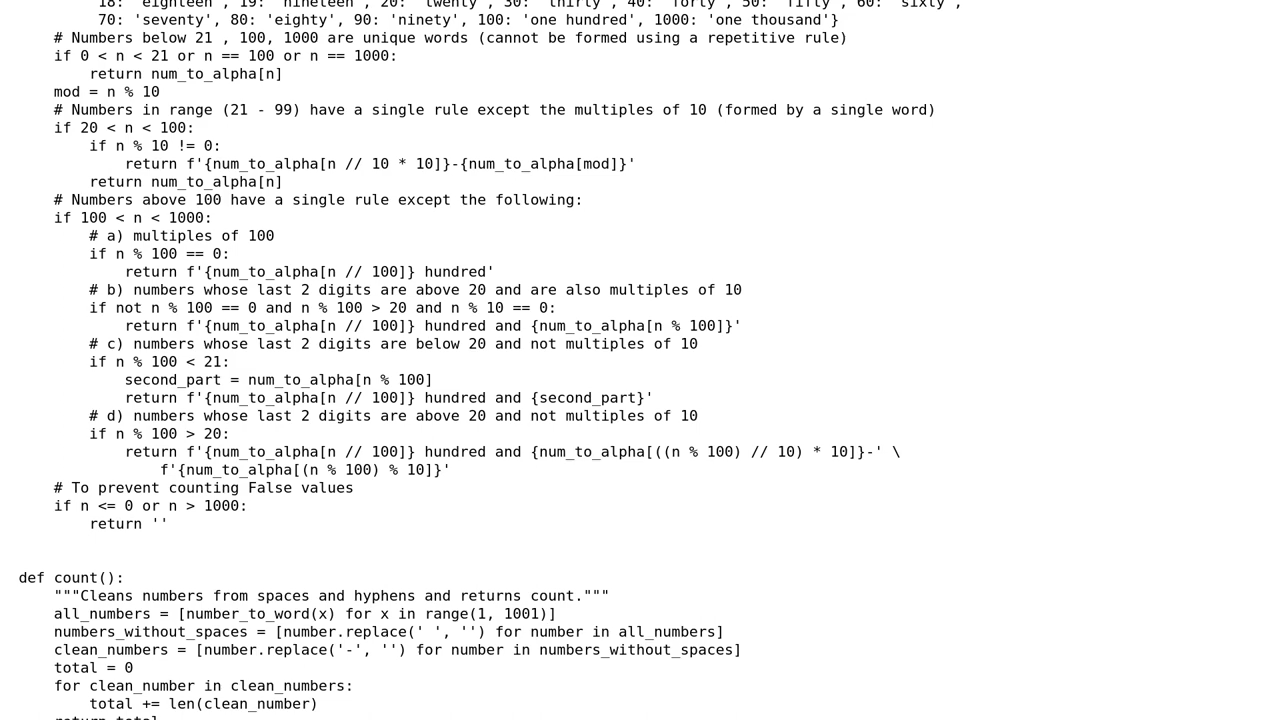 18: 'eighteen', 19: 'nineteen', 20: 'twenty', 30: 'thirty', 40: 'forty', 50: 'fifty', 60: 'sixty',
70: 'seventy', 80: 'eighty', 90: 'ninety', 100: 'one hundred', 1000: 'one thousand'}
# Numbers below 21 , 100, 1000 are unique words (cannot be formed using a repetitive rule)
if 0 < n < 21 or n == 100 or n == 1000:
return num_to_alpha[n]
mod = n % 10
# Numbers in range (21 - 99) have a single rule except the multiples of 10 (formed by a single word)
if 20 < n < 100:
if n % 10 != 0:
return f'{num_to_alpha[n // 10 * 10]}-{num_to_alpha[mod]}'
return num_to_alpha[n]
# Numbers above 100 have a single rule except the following:
if 100 < n < 1000:
# a) multiples of 100
if n % 100 == 0:
return f'{num_to_alpha[n // 100]} hundred'
# b) numbers whose last 2 digits are above 20 and are also multiples of 10
if not n % 100 == 0 and n % 100 > 20 and n % 10 == 0:
return f'{num_to_alpha[n // 100]} hundred and {num_to_alpha[n % 100]}'
# c) numbers whose last 2 digits are below 20 and not multiples of 10
if n % 100 < 21:
second_part = num_to_alpha[n % 100]
return f'{num_to_alpha[n // 100]} hundred and {second_part}'
# d) numbers whose last 2 digits are above 20 and not multiples of 10
if n % 100 > 20:
return f'{num_to_alpha[n // 100]} hundred and {num_to_alpha[((n % 100) // 10) * 10]}-' \
f'{num_to_alpha[(n % 100) % 10]}'
# To prevent counting False values
if n <= 0 or n > 1000:
return ''
def count():
"""Cleans numbers from spaces and hyphens and returns count."""
all_numbers = [number_to_word(x) for x in range(1, 1001)]
numbers_without_spaces = [number.replace(' ', '') for number in all_numbers]
clean_numbers = [number.replace('-', '') for number in numbers_without_spaces]
total = 0
for clean_number in clean_numbers:
total += len(clean_number)
return total